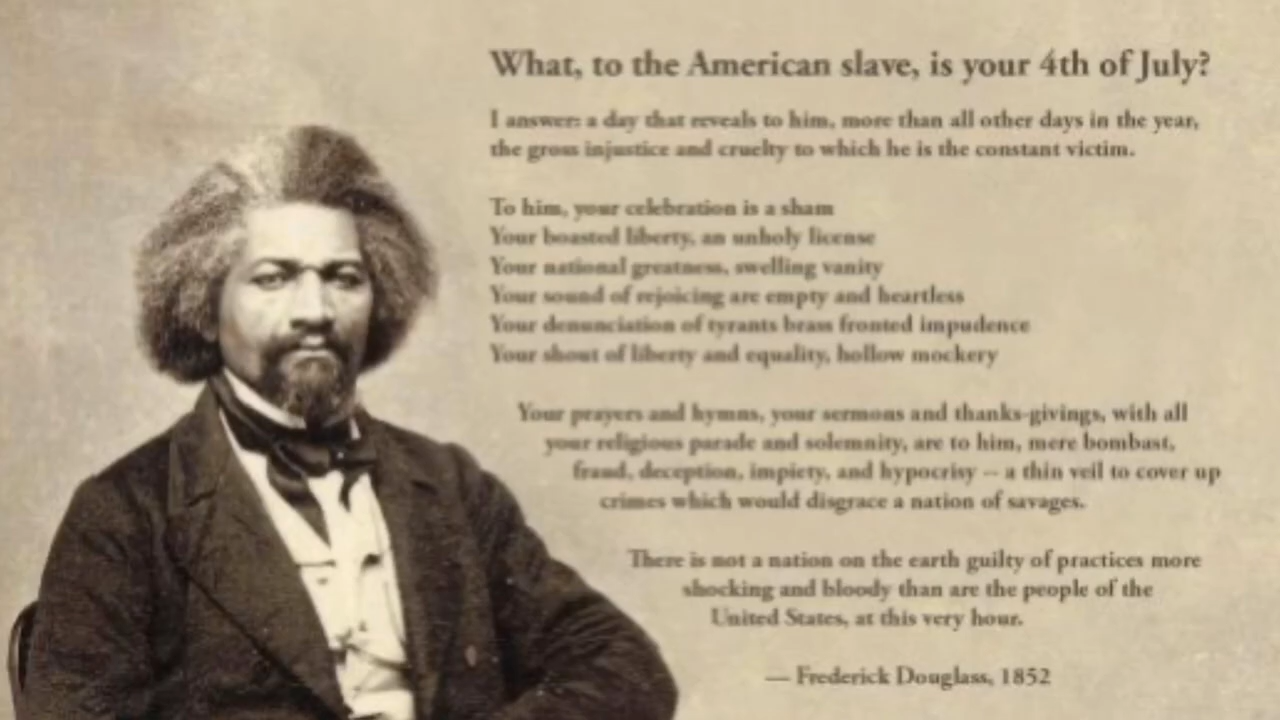 What, to the American slave, is your 4th of July?
I answer: a day that reveals to him, more than all other days in the year,
the gross injustice and cruelty to which he is the constant victim.
To him, your celebration is a sham
Your boasted liberty, an unholy license
Your national greatness, swelling vanity
Your sound of rejoicing are empty and heartless
Your denunciation of tyrants brass fronted impudence
Your shout of liberty and equality, hollow mockery
Your prayers and hymns, your sermons and thanks-givings, with all
your religious parade and solemnity, are to him, mere bombast,
fraud, deception, impiety, and hypocrisy -- a thin veil to cover up
crimes which would disgrace a nation of savages.
There is not a nation on the earth guilty of practices more
shocking and bloody than are the people of the
United States, at this very hour.
— Frederick Douglass, 1852